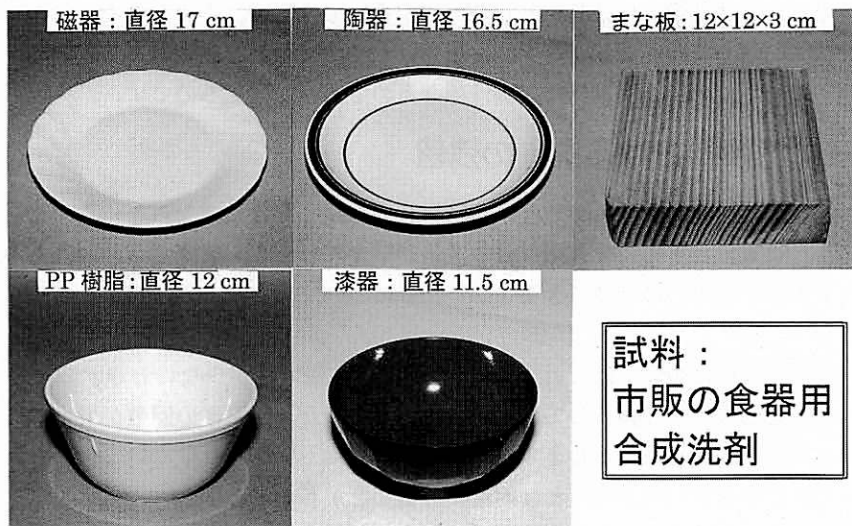 磁器：直径 17 cm
陶器：直径 16.5 cm
まな板：12×12×3 cm
PP 樹脂：直径 12 cm
漆器：直径 11.5 cm
試料：
市販の食器用
合成洗剤